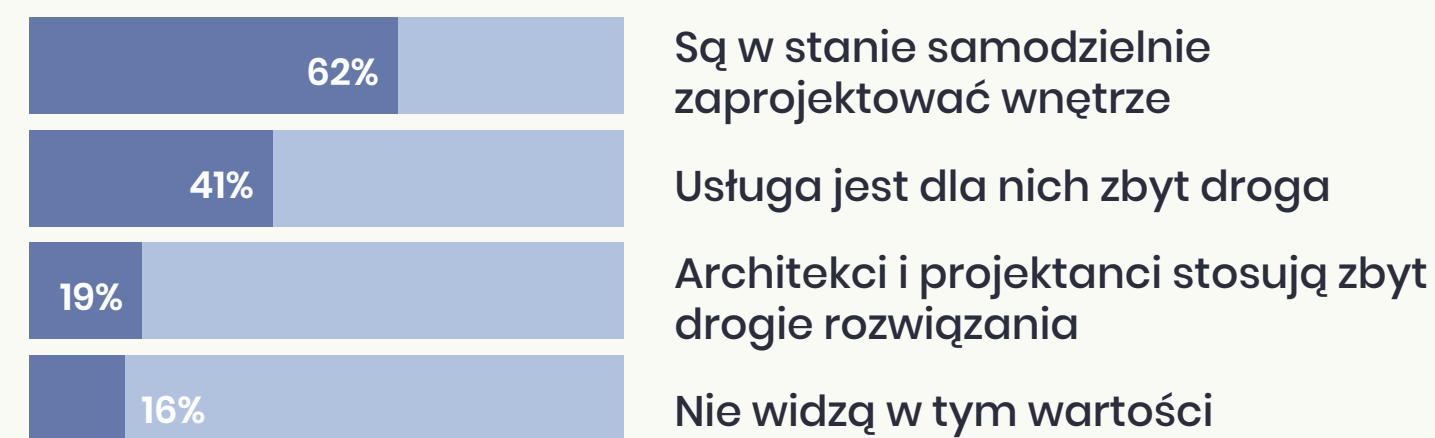 62%
Są w stanie samodzielnie
zaprojektować wnętrze
41%
Usługa jest dla nich zbyt droga
19%
Architekci i projektanci stosują zbyt
drogie rozwiązania
16%
Nie widzą w tym wartości